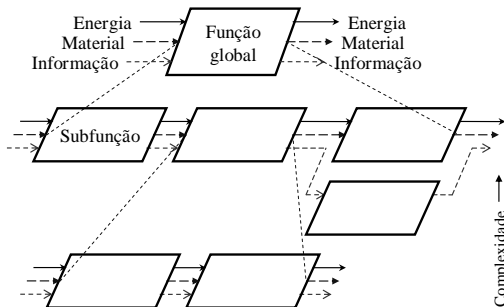 Energia
Material
Informação
Função
global
Energia
Material
Informação
Subfunção
Complexidade